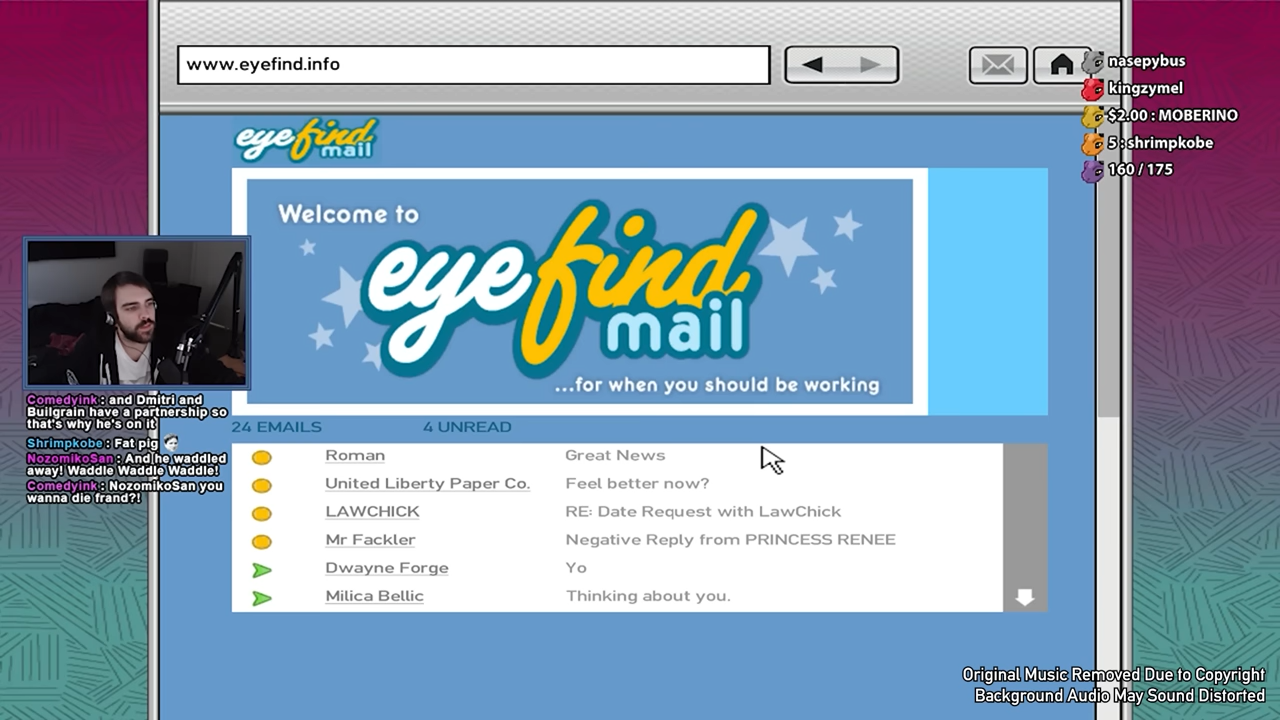 www.eyefind.info
nasepybus
kingzymel
$2.00 : MOBERINO
5 : shrimpkobe
160 / 175
eyefind
mail
Welcome to
eyefind
mail
...for when you should be working
24 EMAILS 4 UNREAD
Roman Great News
United Liberty Paper Co. Feel better now?
LAWCHICK RE: Date Request with LawChick
Mr Fackler Negative Reply from PRINCESS RENEE
Dwayne Forge Yo
Milica Bellic Thinking about you.
Comedyink : and Dmitri and
Builgrain have a partnership so
that's why he's on it
Shrimpkobe : Fat pig
NozomikoSan : And he waddled
away! Waddle Waddle Waddle!
Comedyink : NozomikoSan you
wanna die frand?!
Original Music Removed Due to Copyright
Background Audio May Sound Distorted